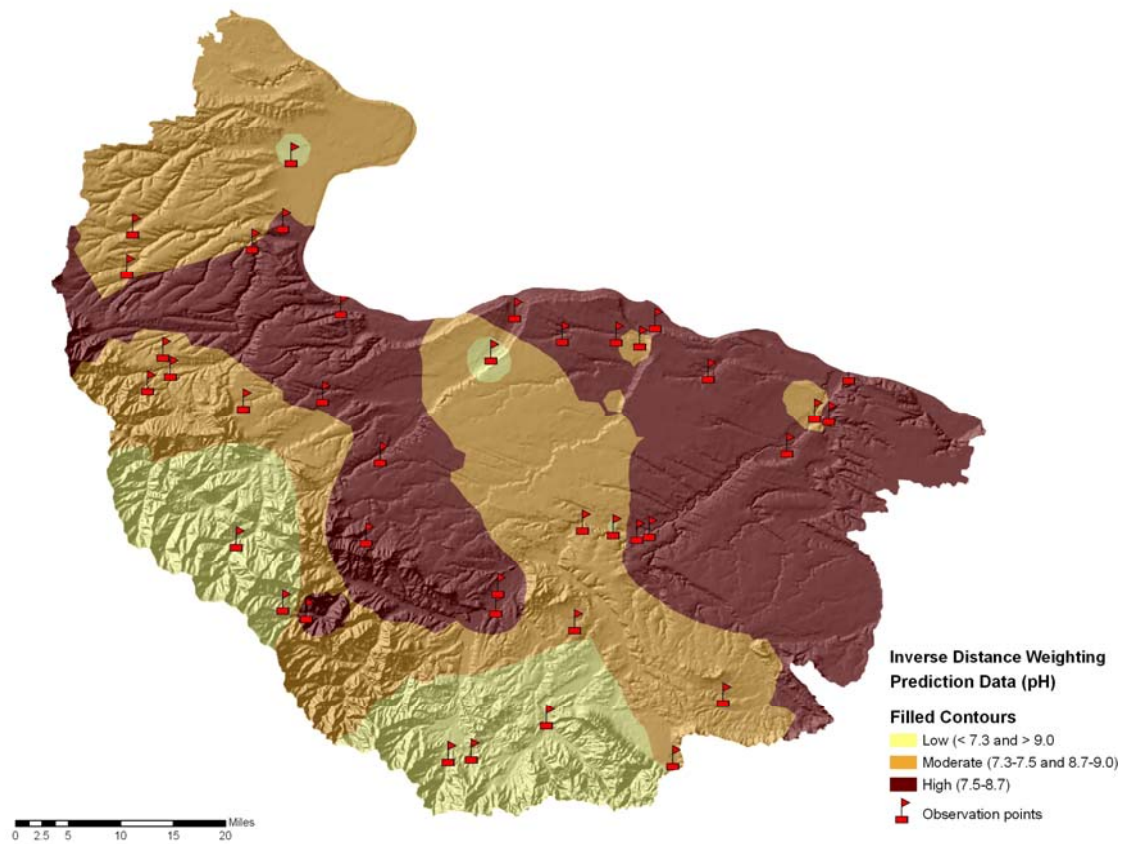 Inverse Distance Weighting
Prediction Data (pH)
Filled Contours
Low (< 7.3 and > 9.0
Moderate (7.3-7.5 and 8.7-9.0)
High (7.5-8.7)
Observation points
Miles
0 2.5 5 10 15 20